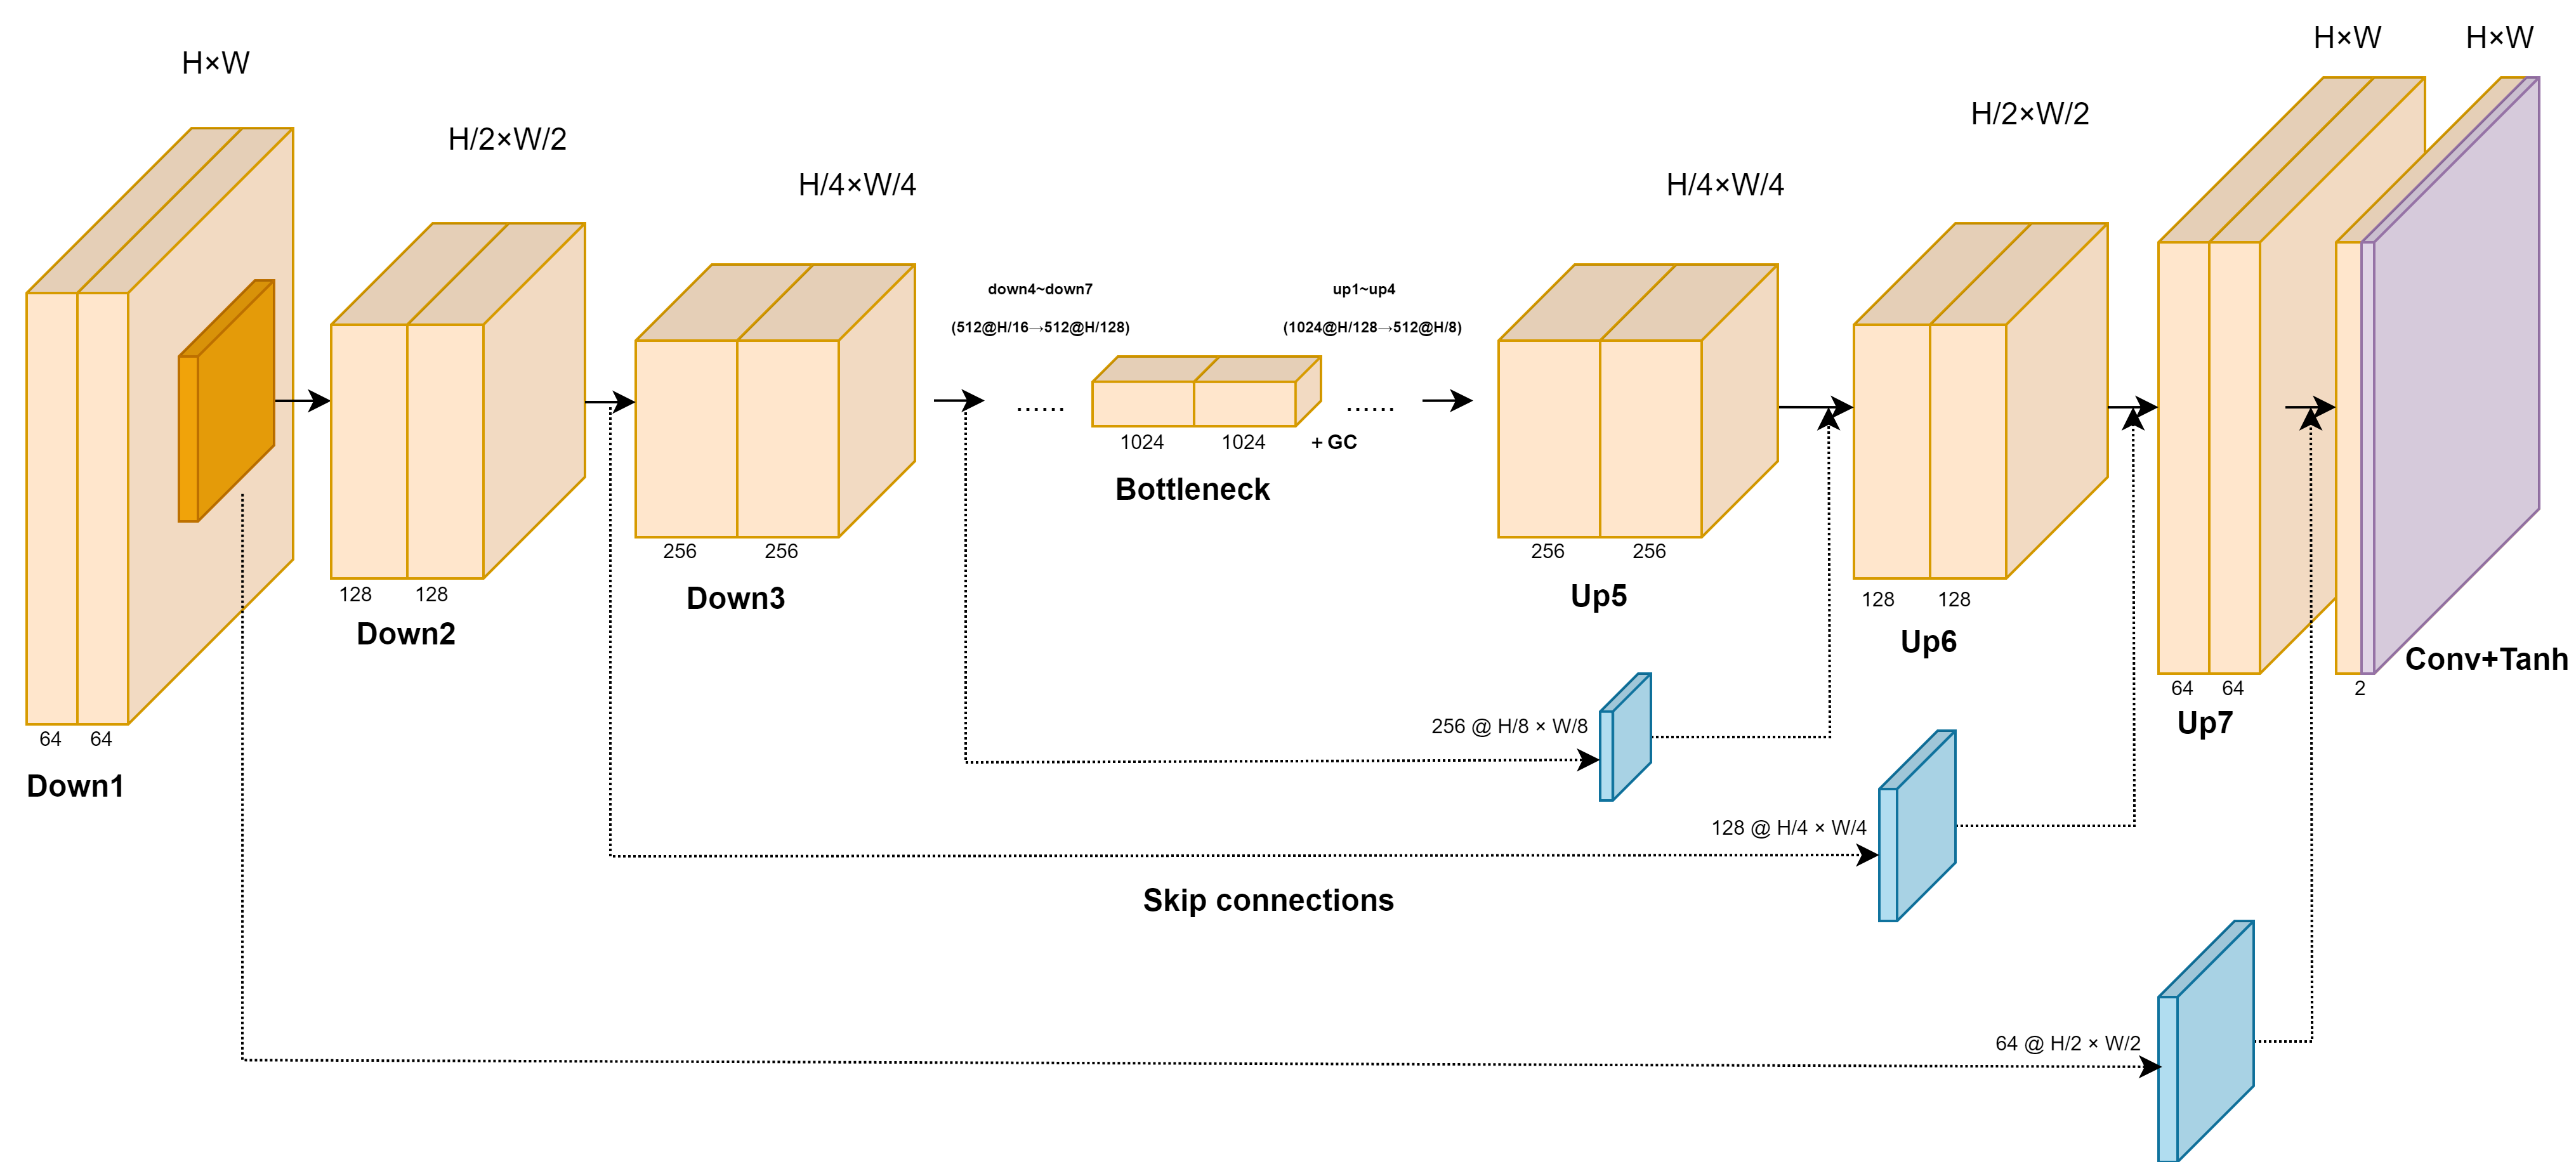 H×W
H×W
H×W
H/2×W/2
H/2×W/2
H/4×W/4
H/4×W/4
down4~down7
(512@H/16→512@H/128)
up1~up4
(1024@H/128→512@H/8)
......
......
1024 1024 + GC
Bottleneck
256 256
Down3
256 256
Up5
128 128
Down2
128 128
Up6
64 64
Down1
64 64
Up7
2
Conv+Tanh
256 @ H/8 × W/8
128 @ H/4 × W/4
Skip connections
64 @ H/2 × W/2